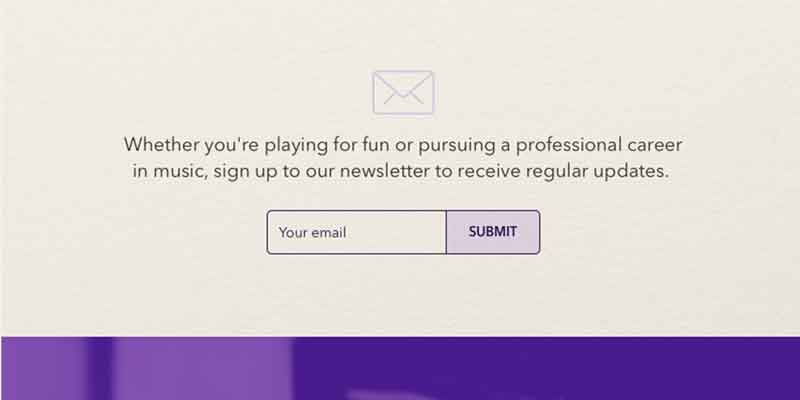 Whether you're playing for fun or pursuing a professional career
in music, sign up to our newsletter to receive regular updates.
Your email
SUBMIT